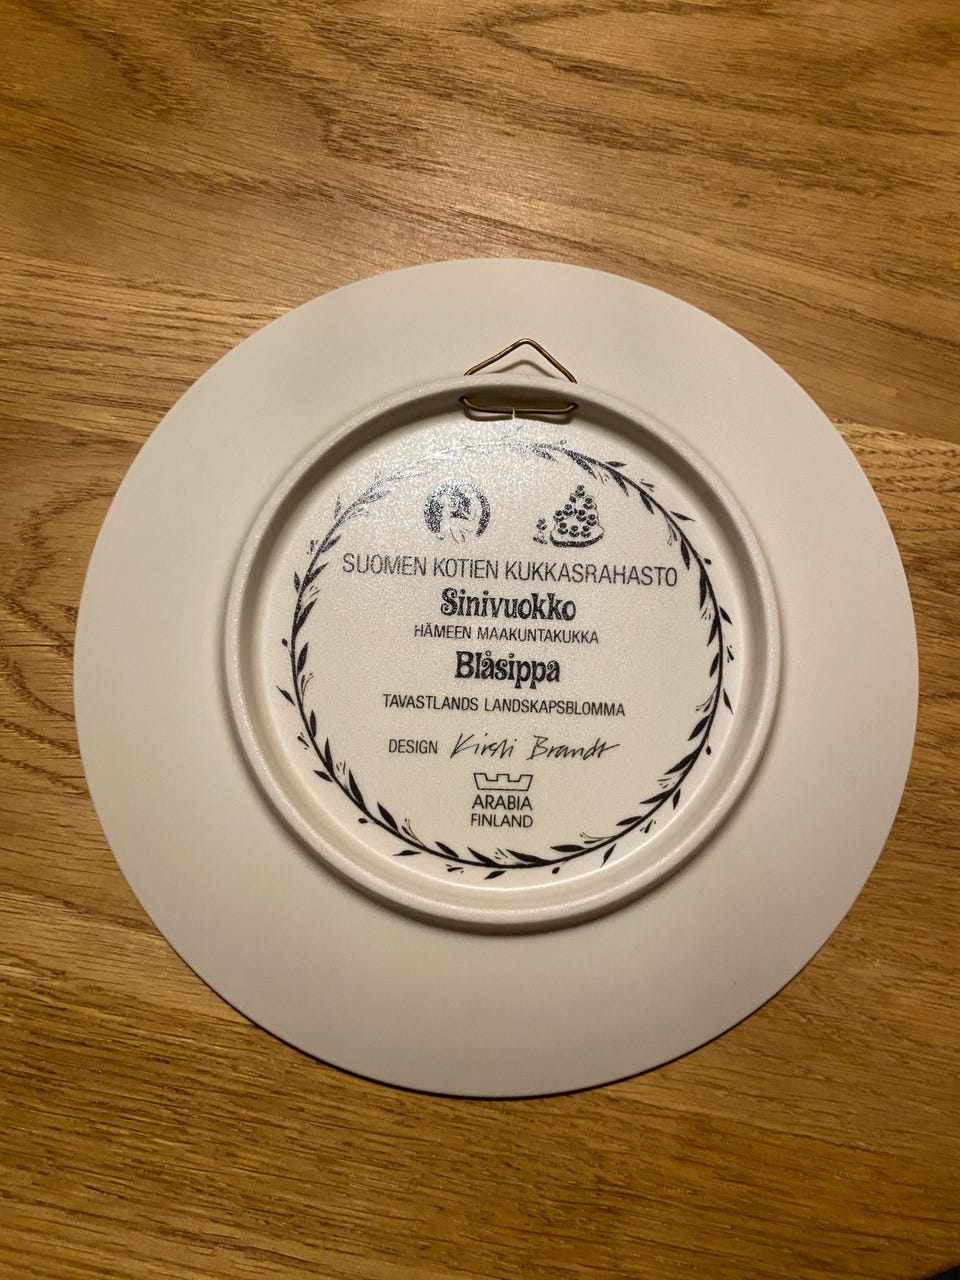 SUOMEN KOTIEN KUKKASRAHASTO
Sinivuokko
HÄMEEN MAAKUNTAKUKKA
Blåsippa
TAVASTLANDS LANDSKAPSBLOMMA
DESIGN Kirsti Brandt
ARABIA
FINLAND